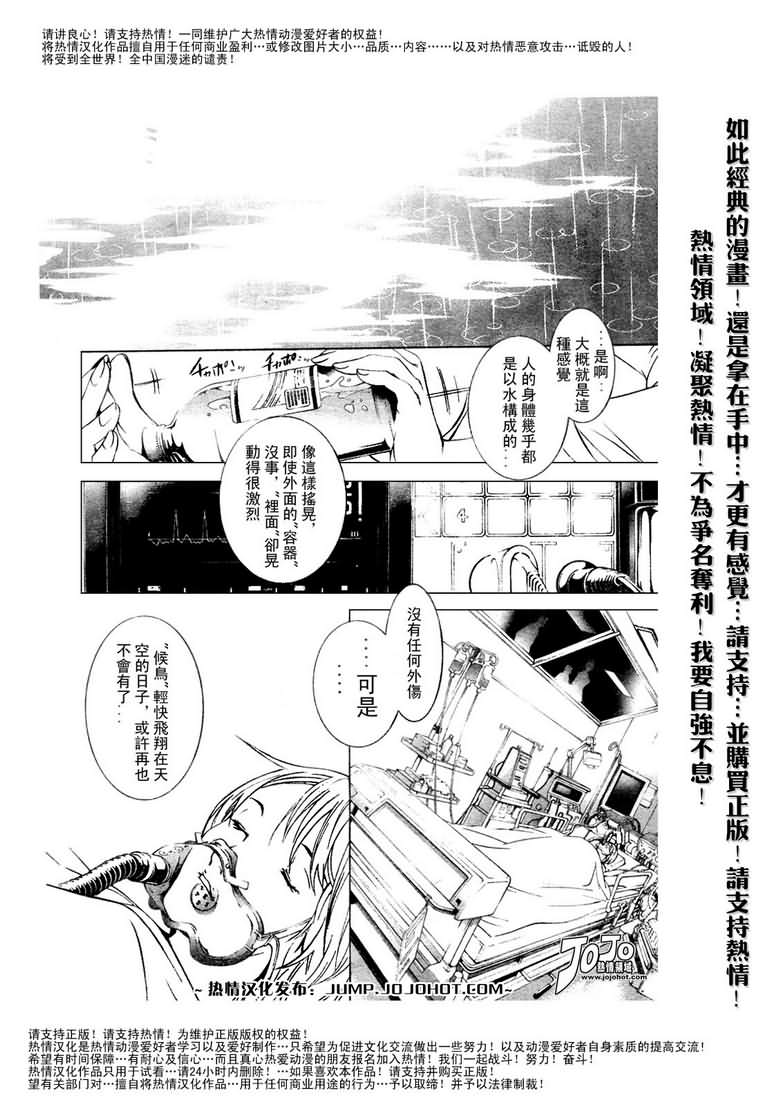 请讲良心！请支持热情！一同维护广大热情动漫爱好者的权益！
将热情汉化作品擅自用于任何商业盈利…或修改图片大小…品质…内容……以及对热情恶意攻击…诋毁的人！
将受到全世界！全中国漫迷的谴责！
如此經典的漫畫！還是拿在手中…才更有感覺…請支持…並購買正版！請支持熱情！
熱情領域！凝聚熱情！不為爭名奪利！我要自強不息！
…是啊…
大概就是這
種感覺
人的身體幾乎都
是以水構成的…
チャポ
チャポン
像這樣搖晃，
即使外面的“容器”
沒事，“裡面”卻晃
動得很激烈
4
沒有任何外傷
……可是
……
“候鳥”輕快飛翔在天
空的日子，或許再也
不會有了…
JOJO
熱情領域
www.jojohot.com
~ 热情汉化发布：JUMP.JOJOHOT.COM~
请支持正版！请支持热情！为维护正版版权的权益！
热情汉化是热情动漫爱好者学习以及爱好制作…只希望为促进文化交流做出一些努力！以及动漫爱好者自身素质的提高交流！
希望有时间保障…有耐心及信心…而且真心热爱动漫的朋友报名加入热情！我们一起战斗！努力！奋斗！
热情汉化作品只用于试看…请24小时内删除！…如果喜欢本作品！请支持并购买正版！
望有关部门对…擅自将热情汉化作品…用于任何商业用途的行为…予以取缔！并予以法律制裁！